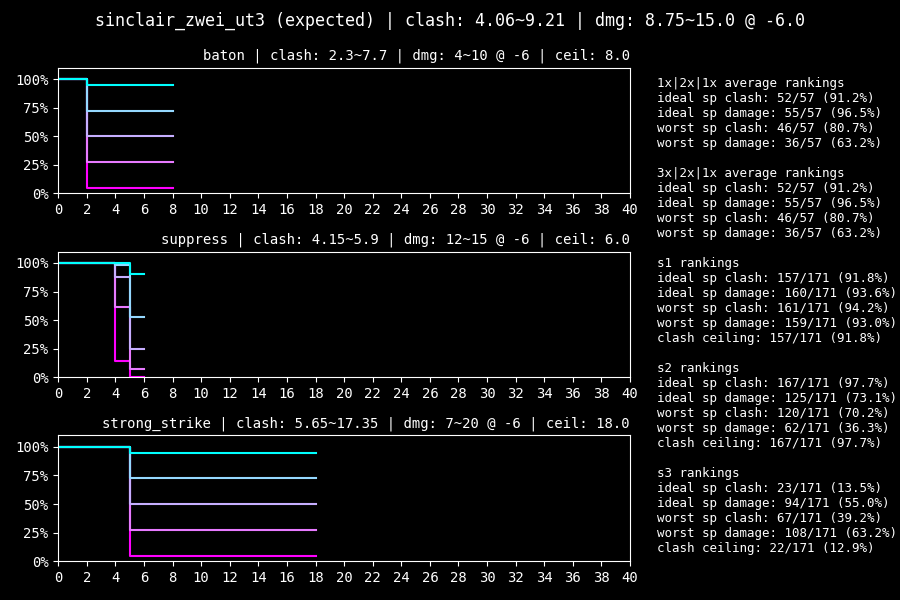 sinclair_zwei_ut3 (expected) | clash: 4.06~9.21 | dmg: 8.75~15.0 @ -6.0
baton | clash: 2.3~7.7 | dmg: 4~10 @ -6 | ceil: 8.0
100%
75%
50%
25%
0%
0 2 4 6 8 10 12 14 16 18 20 22 24 26 28 30 32 34 36 38 40
suppress | clash: 4.15~5.9 | dmg: 12~15 @ -6 | ceil: 6.0
100%
75%
50%
25%
0%
0 2 4 6 8 10 12 14 16 18 20 22 24 26 28 30 32 34 36 38 40
strong_strike | clash: 5.65~17.35 | dmg: 7~20 @ -6 | ceil: 18.0
100%
75%
50%
25%
0%
0 2 4 6 8 10 12 14 16 18 20 22 24 26 28 30 32 34 36 38 40
1x|2x|1x average rankings
ideal sp clash: 52/57 (91.2%)
ideal sp damage: 55/57 (96.5%)
worst sp clash: 46/57 (80.7%)
worst sp damage: 36/57 (63.2%)
3x|2x|1x average rankings
ideal sp clash: 52/57 (91.2%)
ideal sp damage: 55/57 (96.5%)
worst sp clash: 46/57 (80.7%)
worst sp damage: 36/57 (63.2%)
s1 rankings
ideal sp clash: 157/171 (91.8%)
ideal sp damage: 160/171 (93.6%)
worst sp clash: 161/171 (94.2%)
worst sp damage: 159/171 (93.0%)
clash ceiling: 157/171 (91.8%)
s2 rankings
ideal sp clash: 167/171 (97.7%)
ideal sp damage: 125/171 (73.1%)
worst sp clash: 120/171 (70.2%)
worst sp damage: 62/171 (36.3%)
clash ceiling: 167/171 (97.7%)
s3 rankings
ideal sp clash: 23/171 (13.5%)
ideal sp damage: 94/171 (55.0%)
worst sp clash: 67/171 (39.2%)
worst sp damage: 108/171 (63.2%)
clash ceiling: 22/171 (12.9%)